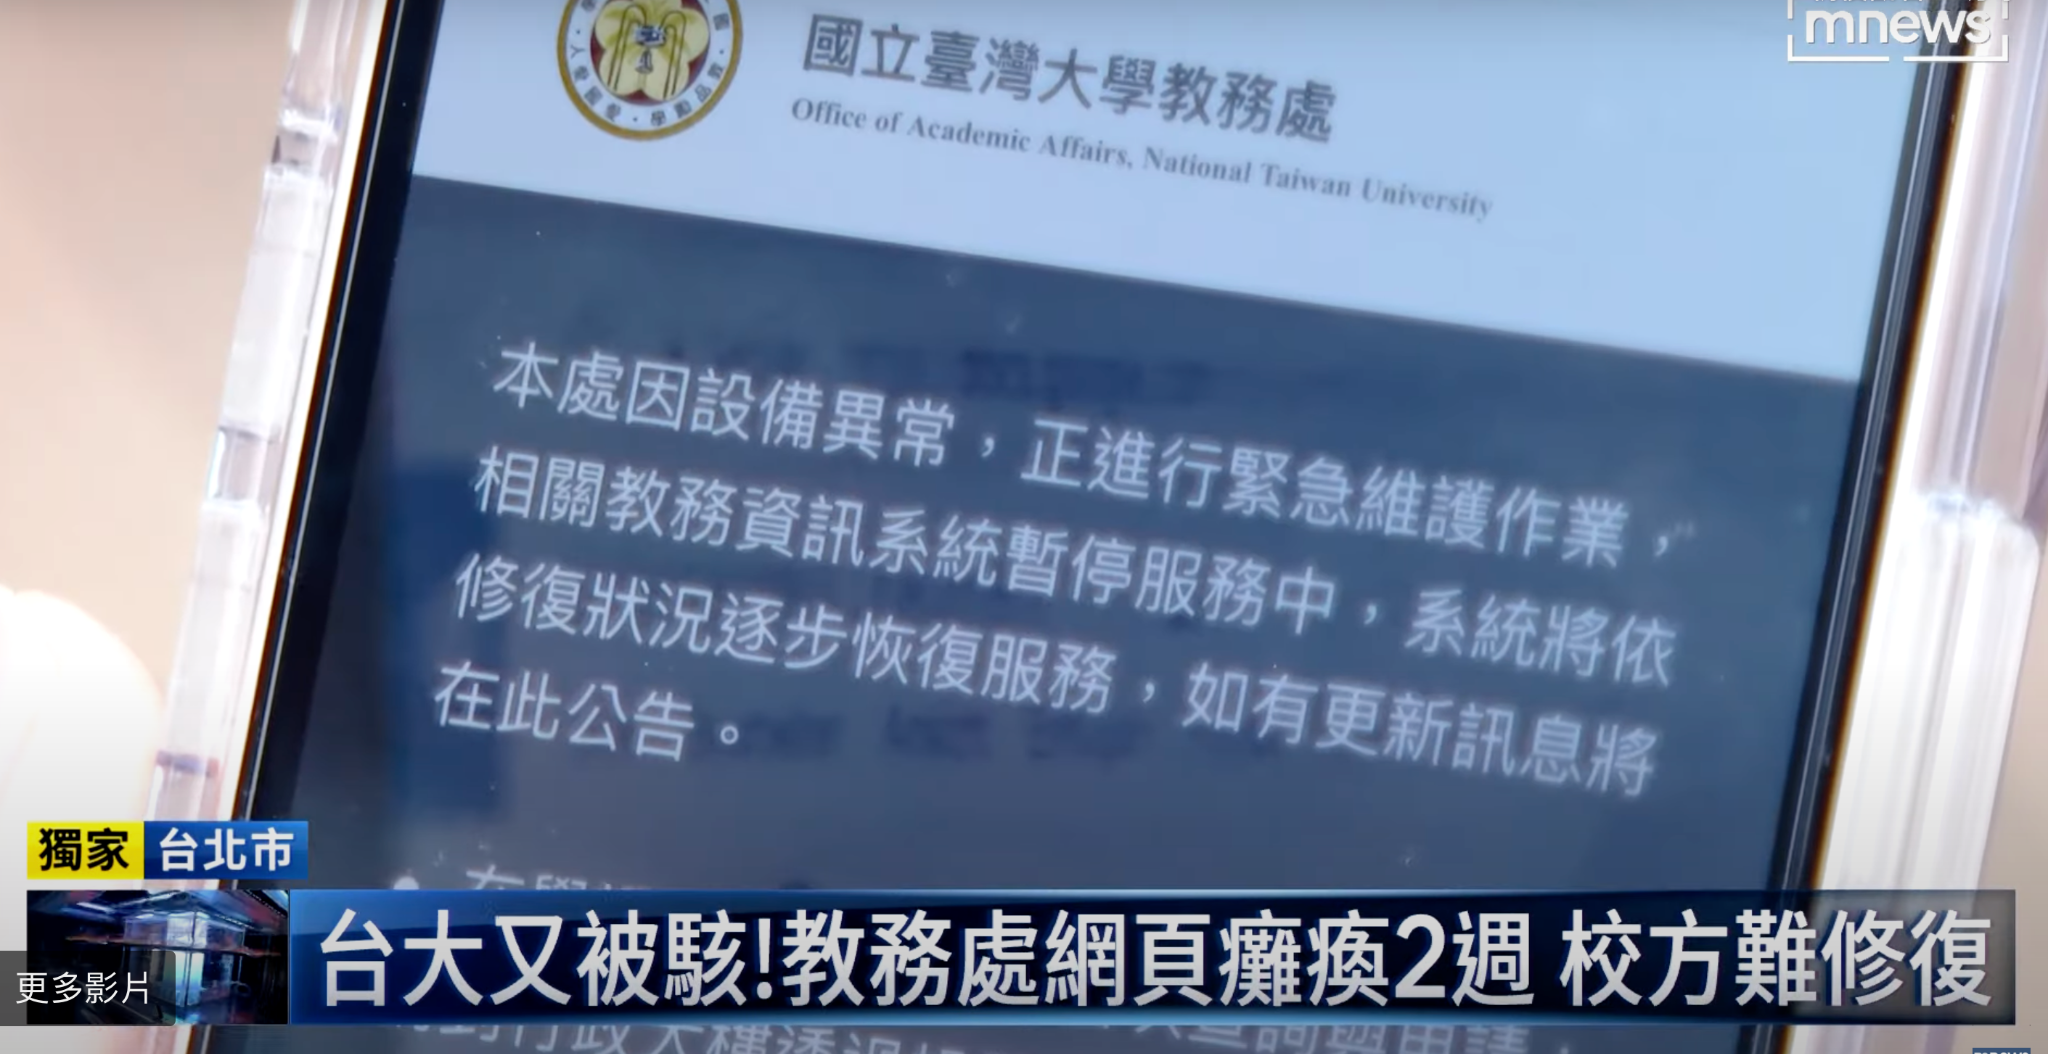 mnews
國立臺灣大學教務處
Office of Academic Affairs, National Taiwan University
本處因設備異常，正進行緊急維護作業，
相關教務資訊系統暫停服務中，系統將依
修復狀況逐步恢復服務，如有更新訊息將
在此公告。
獨家 台北市
台大又被駭!教務處網頁癱瘓2週 校方難修復
更多影片